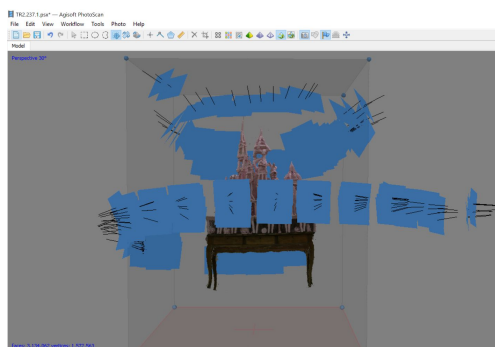 TR2.237.1.psx* — Agisoft PhotoScan
File Edit View Workflow Tools Photo Help
Model
Perspective 30°